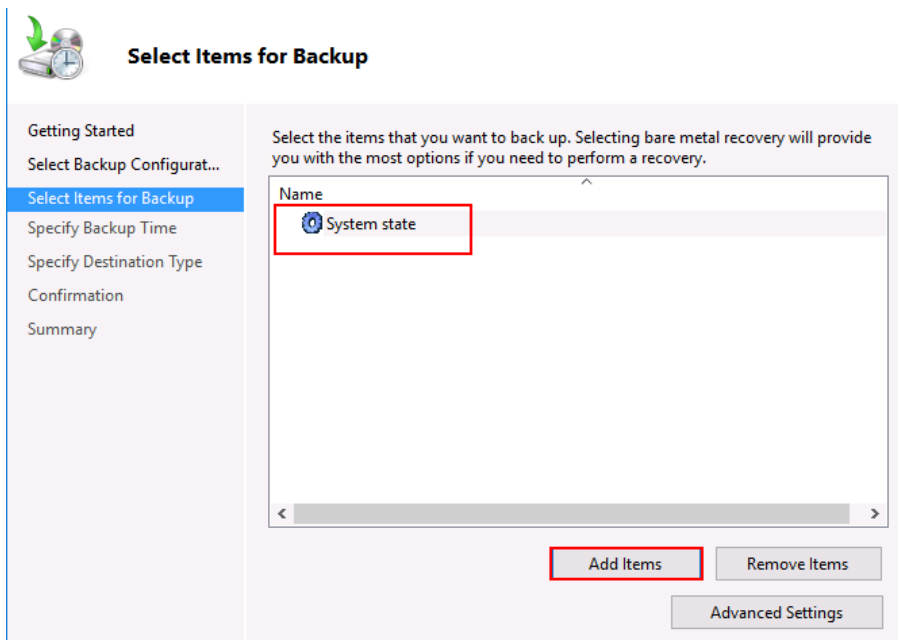 Select Items for Backup
Getting Started
Select Backup Configurat...
Select Items for Backup
Specify Backup Time
Specify Destination Type
Confirmation
Summary
Select the items that you want to back up. Selecting bare metal recovery will provide
you with the most options if you need to perform a recovery.
Name
System state
Add Items
Remove Items
Advanced Settings